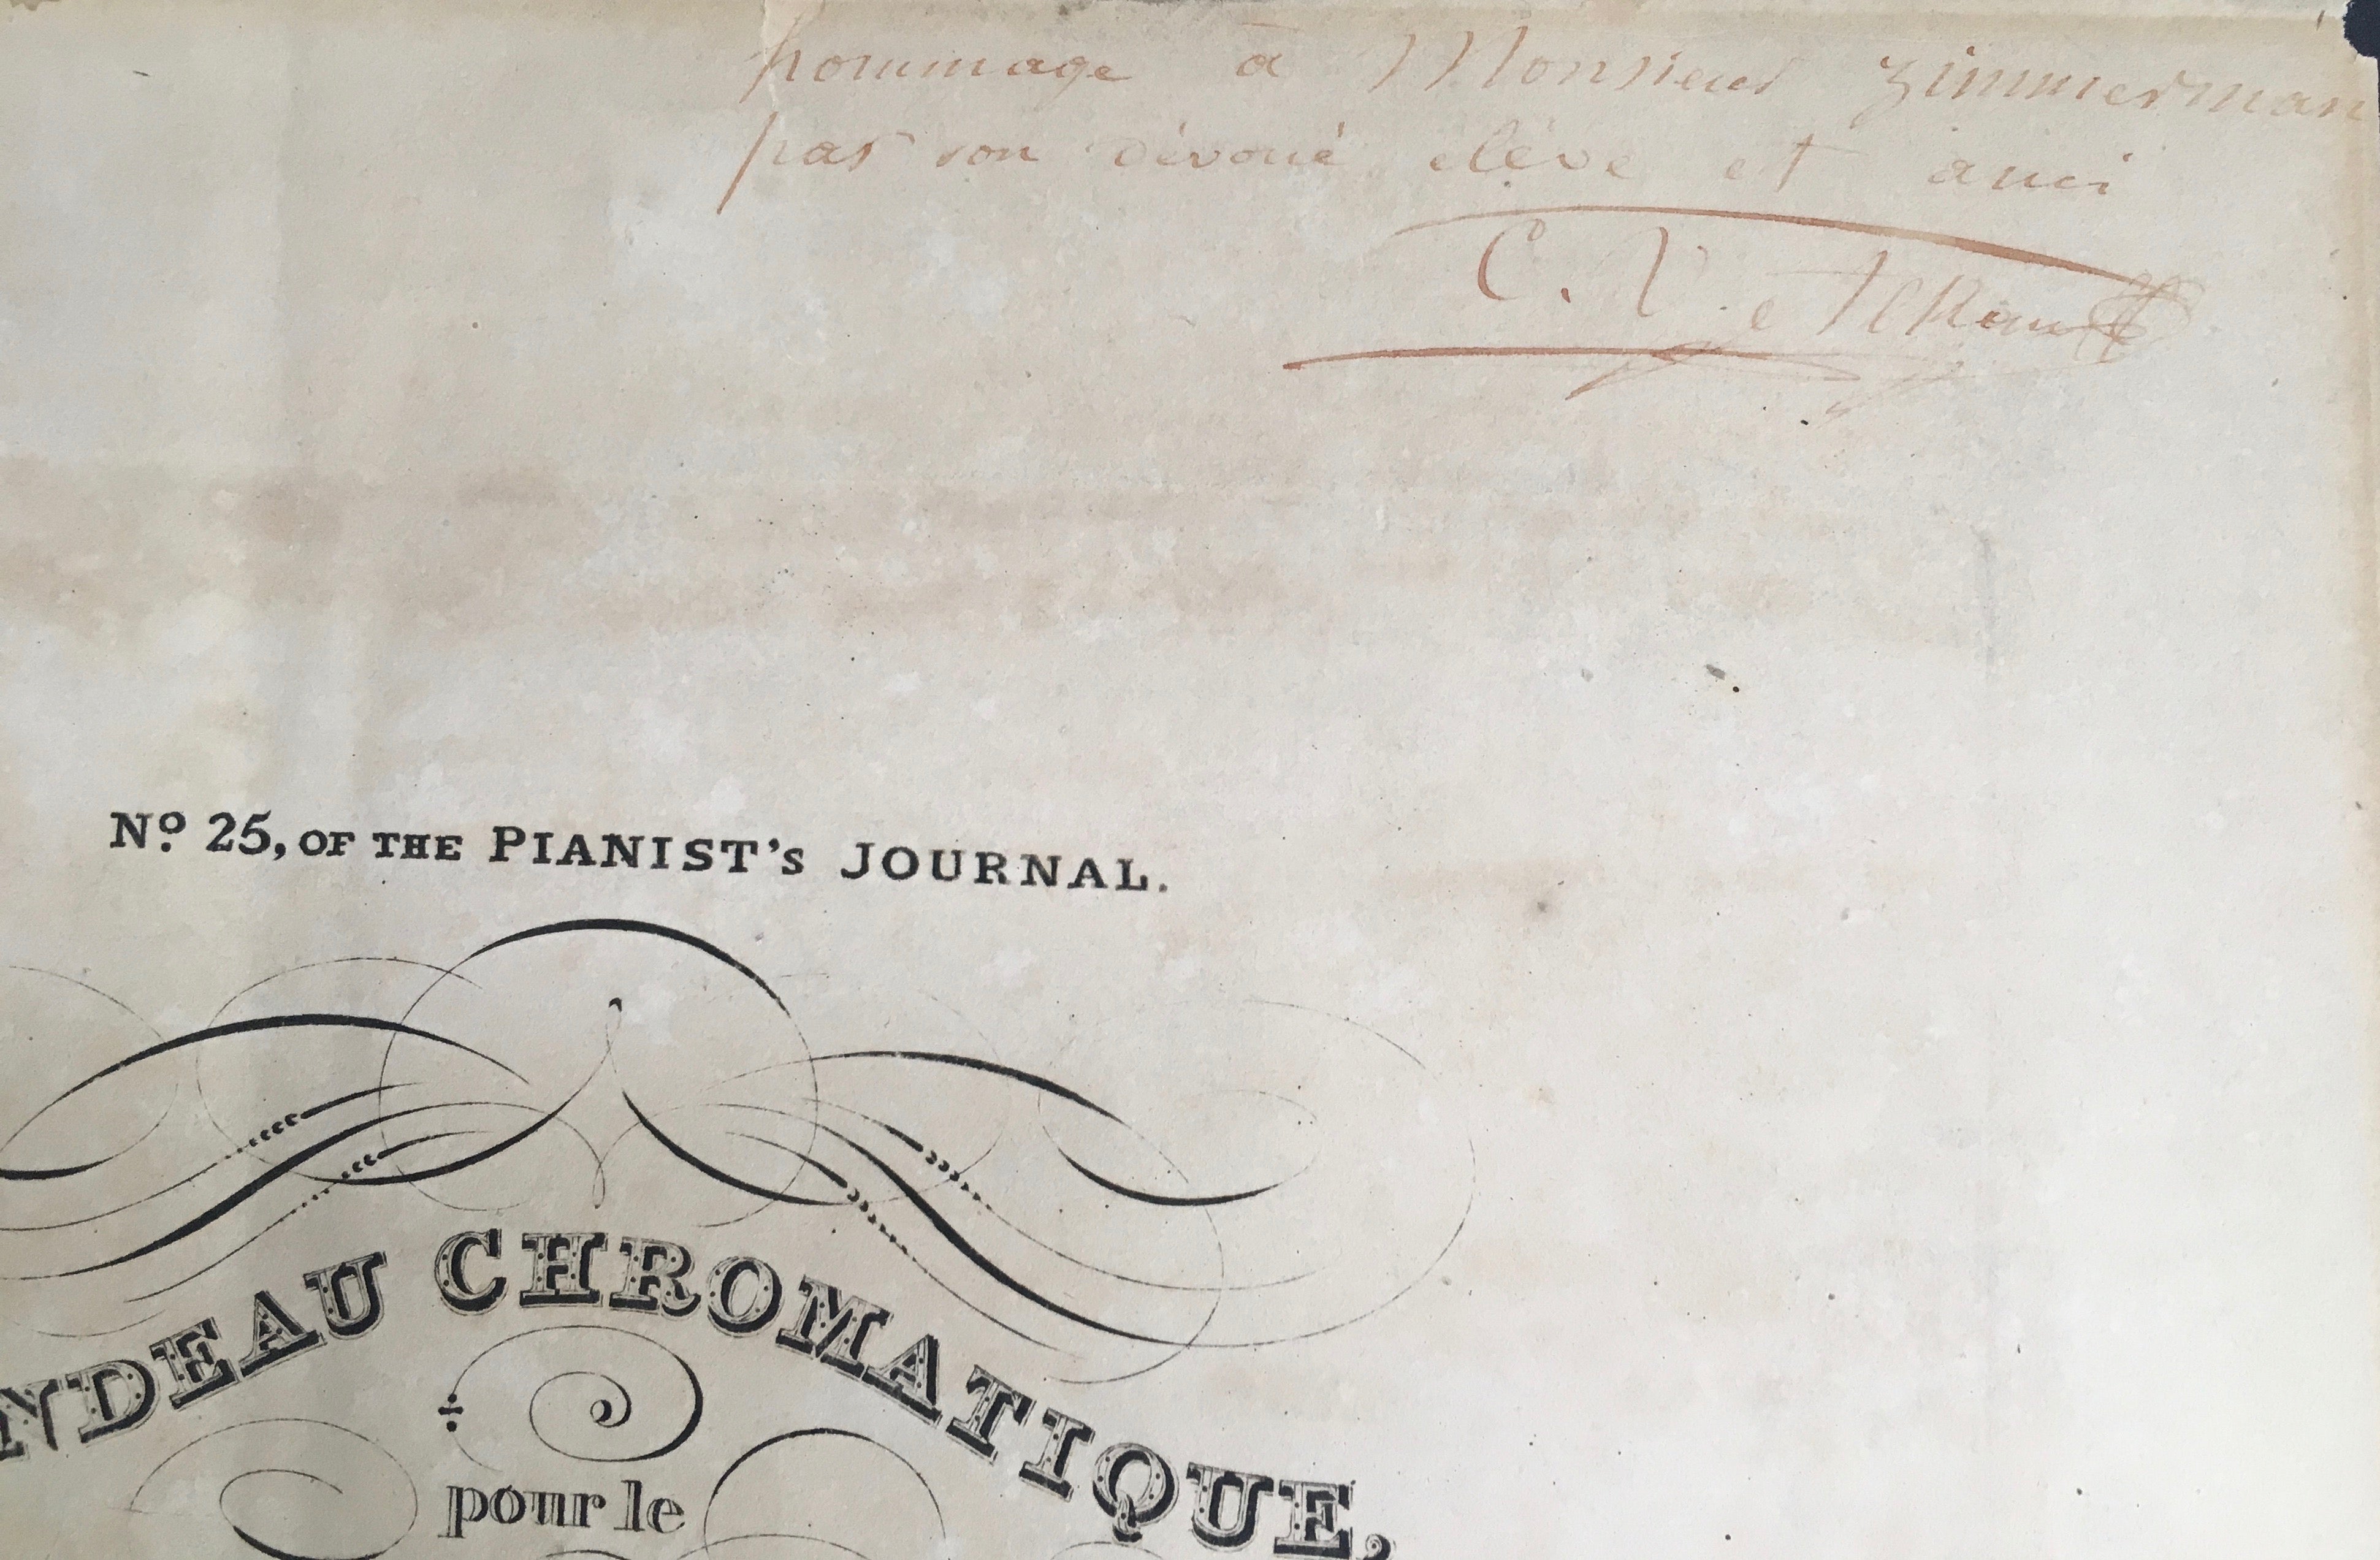 hommage à Monsieur Zimmerman
par son dévoué élève et ami
C. V.
No. 25, OF THE PIANIST'S JOURNAL.
NDEAU CHROMATIQUE,
pour le